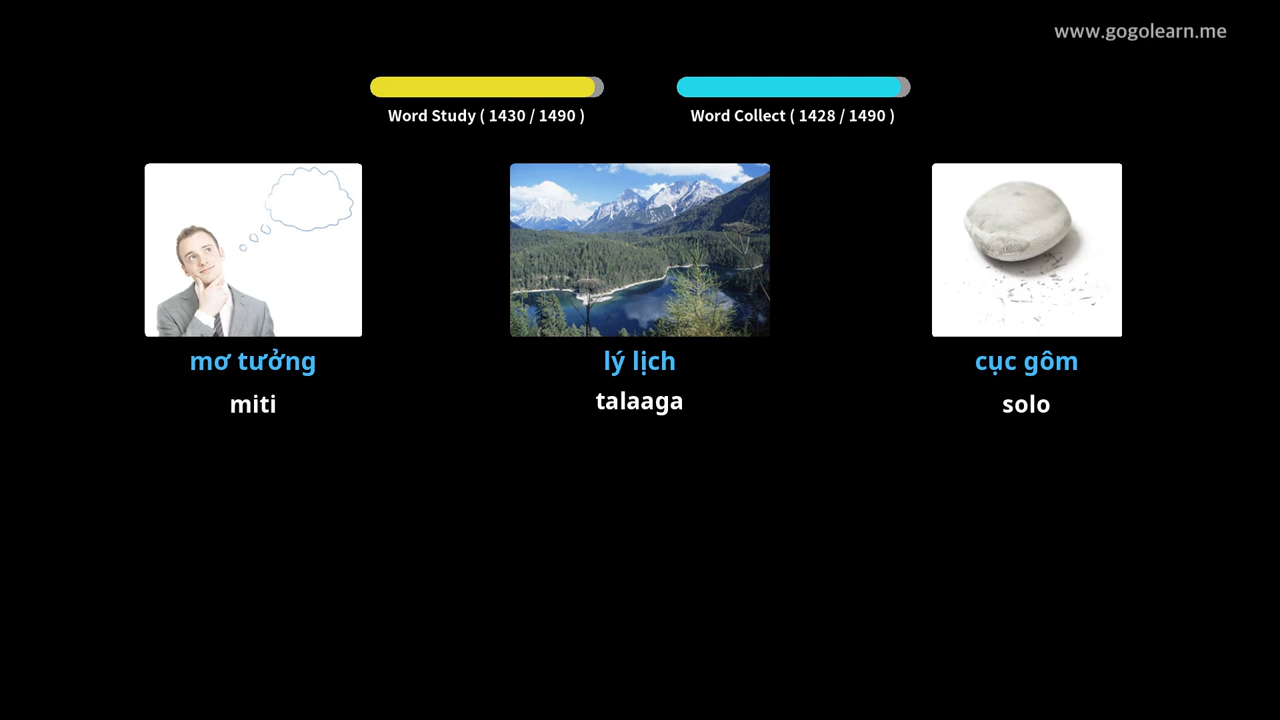 www.gogolearn.me
Word Study ( 1430 / 1490 )
Word Collect ( 1428 / 1490 )
mơ tưởng
miti
lý lịch
talaaga
cục gôm
solo